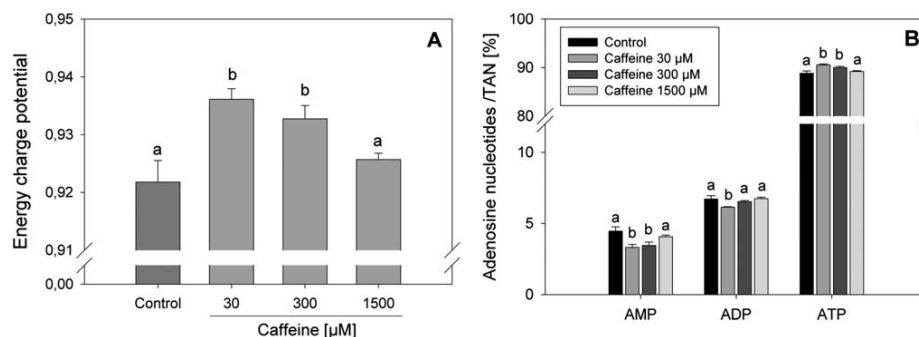 A
Energy charge potential
0,95
0,94
0,93
0,92
0,91
0,00
a
b
b
a
Control
30
300
1500
Caffeine [µM]
B
Adenosine nucleotides /TAN [%]
100
90
80
10
5
0
Control
Caffeine 30 µM
Caffeine 300 µM
Caffeine 1500 µM
a b b a
a b a a
a b b a
AMP
ADP
ATP